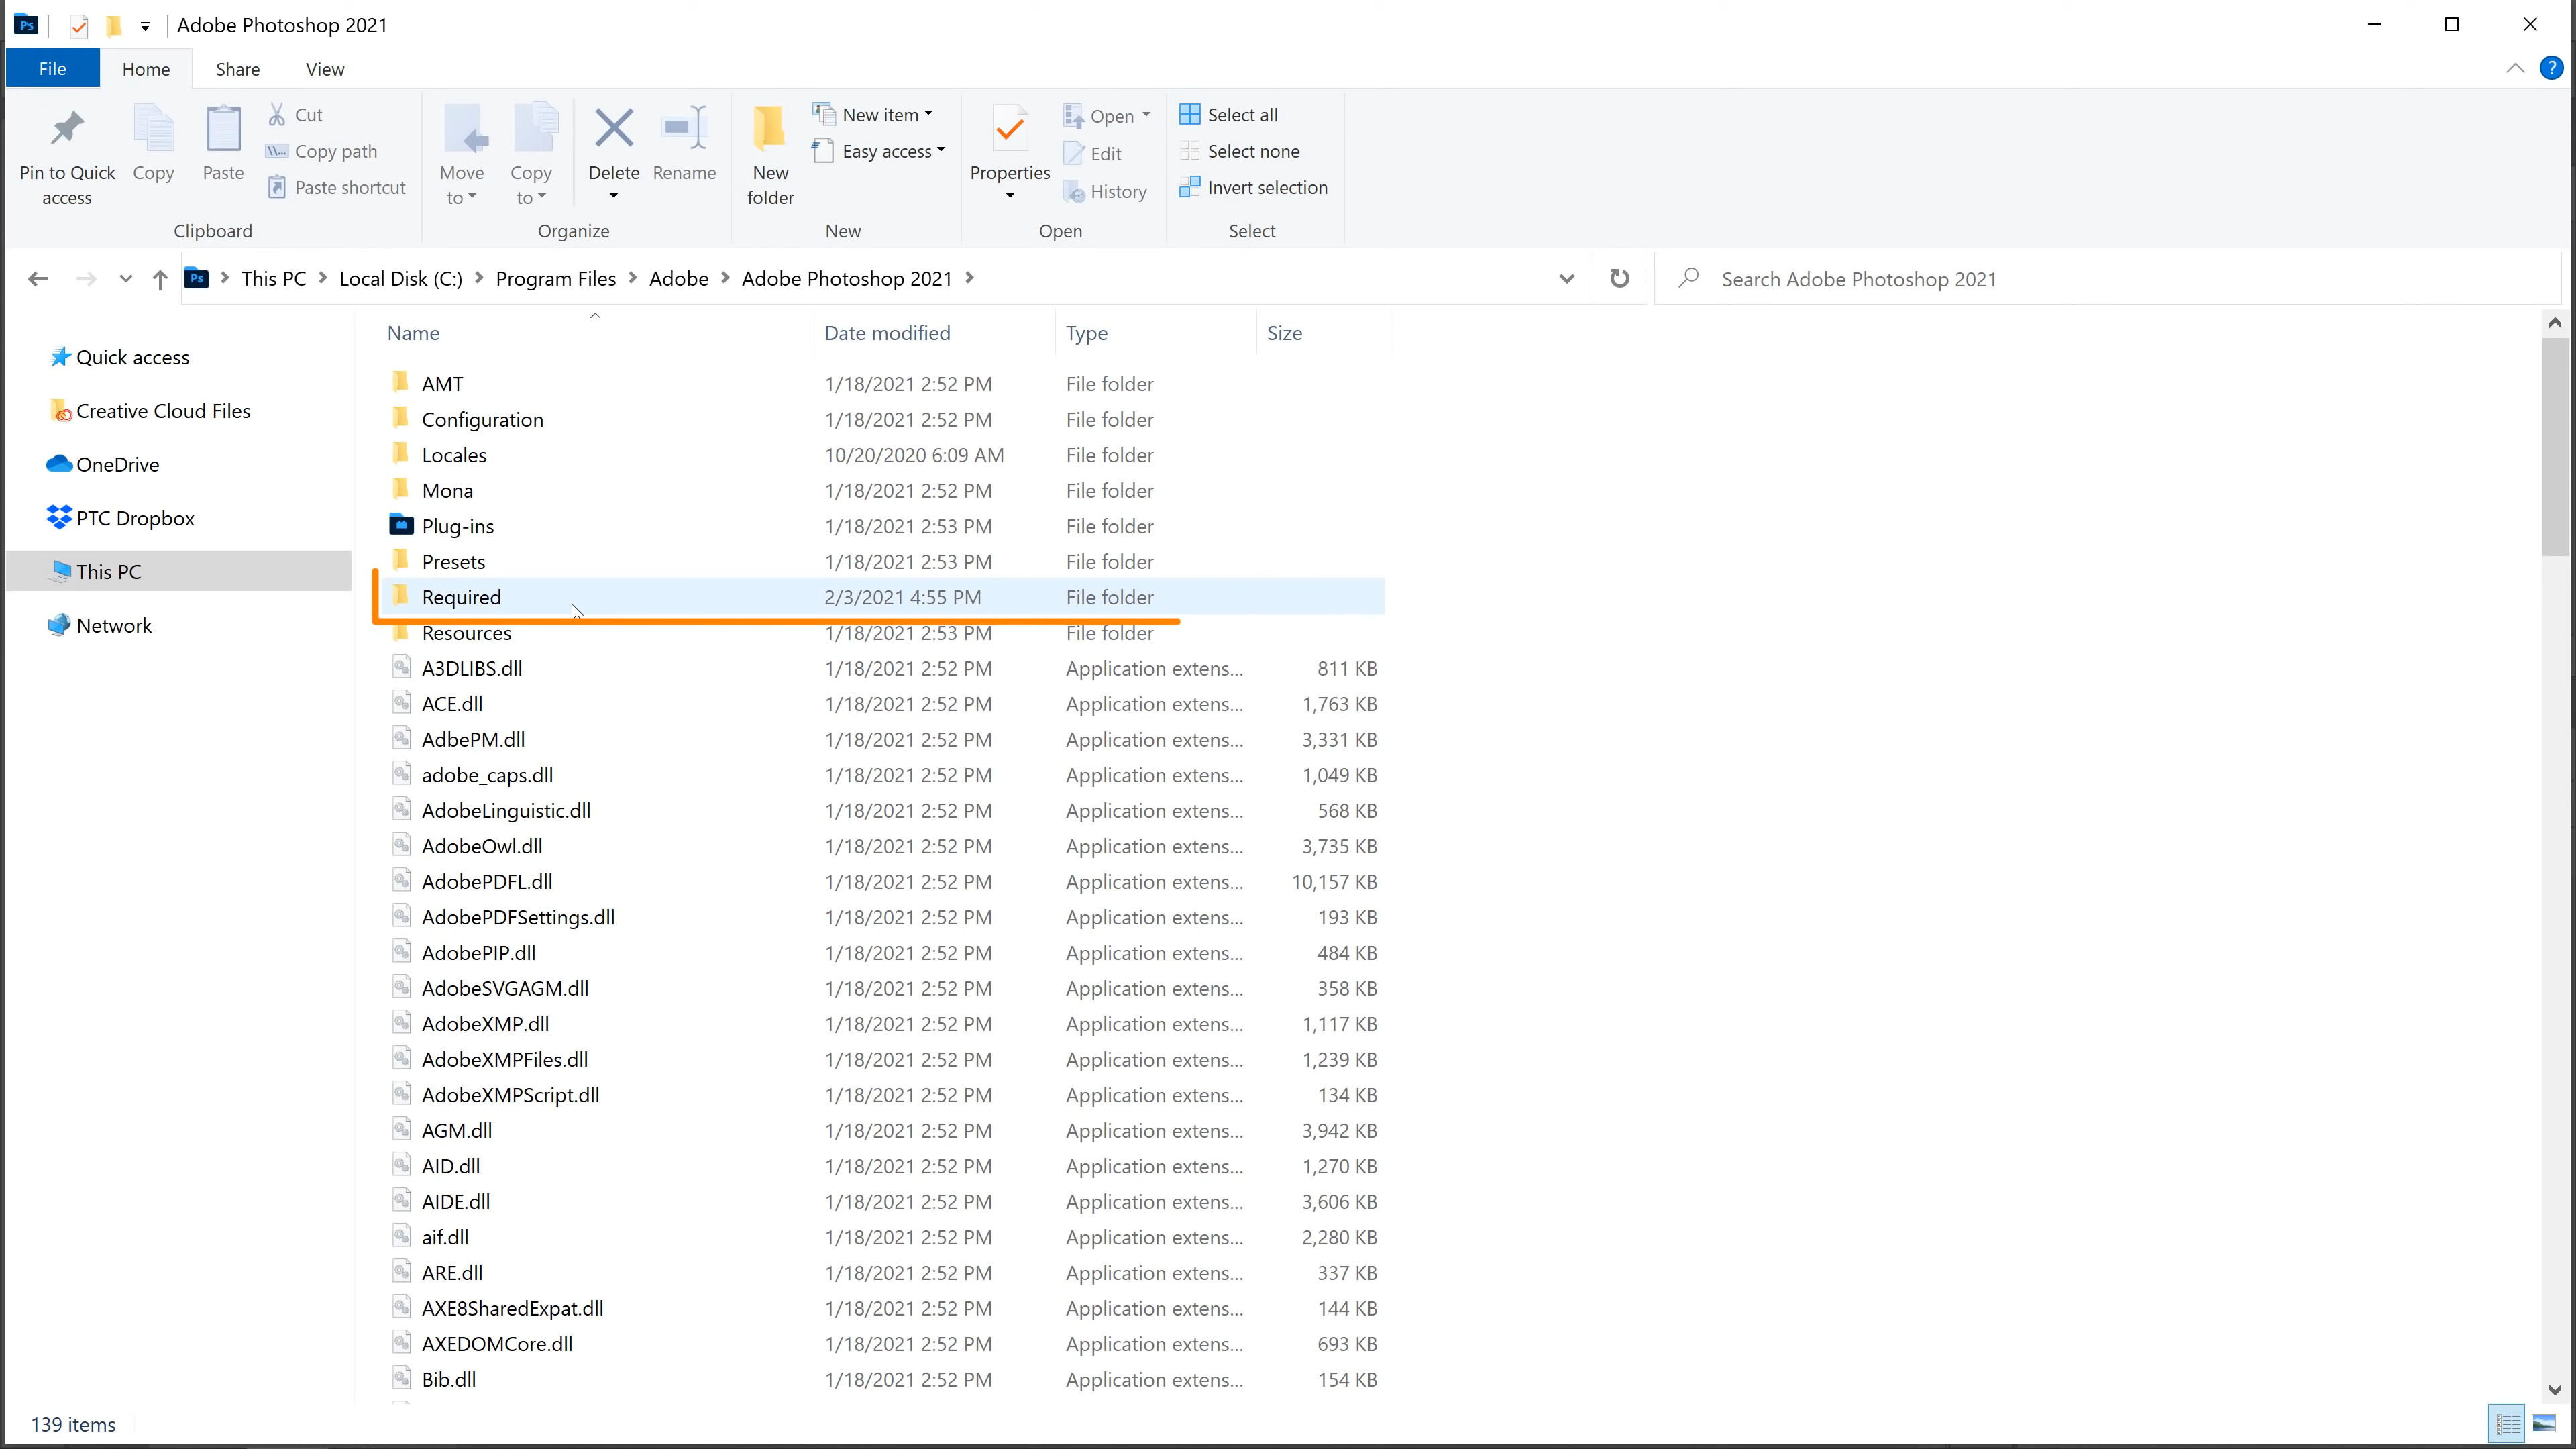 Ps Adobe Photoshop 2021
File Home Share View ?
Pin to Quick access
Copy
Paste
Cut
Copy path
Paste shortcut
Clipboard
Move to
Copy to
Delete
Rename
Organize
New folder
New item
Easy access
New
Properties
Open
Edit
History
Open
Select all
Select none
Invert selection
Select
Ps This PC Local Disk (C:) Program Files Adobe Adobe Photoshop 2021
Search Adobe Photoshop 2021
Quick access
Creative Cloud Files
OneDrive
PTC Dropbox
This PC
Network
Name Date modified Type Size
AMT 1/18/2021 2:52 PM File folder
Configuration 1/18/2021 2:52 PM File folder
Locales 10/20/2020 6:09 AM File folder
Mona 1/18/2021 2:52 PM File folder
Plug-ins 1/18/2021 2:53 PM File folder
Presets 1/18/2021 2:53 PM File folder
Required 2/3/2021 4:55 PM File folder
Resources 1/18/2021 2:53 PM File folder
A3DLIBS.dll 1/18/2021 2:52 PM Application extens... 811 KB
ACE.dll 1/18/2021 2:52 PM Application extens... 1,763 KB
AdbePM.dll 1/18/2021 2:52 PM Application extens... 3,331 KB
adobe_caps.dll 1/18/2021 2:52 PM Application extens... 1,049 KB
AdobeLinguistic.dll 1/18/2021 2:52 PM Application extens... 568 KB
AdobeOwl.dll 1/18/2021 2:52 PM Application extens... 3,735 KB
AdobePDFL.dll 1/18/2021 2:52 PM Application extens... 10,157 KB
AdobePDFSettings.dll 1/18/2021 2:52 PM Application extens... 193 KB
AdobePIP.dll 1/18/2021 2:52 PM Application extens... 484 KB
AdobeSVGAGM.dll 1/18/2021 2:52 PM Application extens... 358 KB
AdobeXMP.dll 1/18/2021 2:52 PM Application extens... 1,117 KB
AdobeXMPFiles.dll 1/18/2021 2:52 PM Application extens... 1,239 KB
AdobeXMPScript.dll 1/18/2021 2:52 PM Application extens... 134 KB
AGM.dll 1/18/2021 2:52 PM Application extens... 3,942 KB
AID.dll 1/18/2021 2:52 PM Application extens... 1,270 KB
AIDE.dll 1/18/2021 2:52 PM Application extens... 3,606 KB
aif.dll 1/18/2021 2:52 PM Application extens... 2,280 KB
ARE.dll 1/18/2021 2:52 PM Application extens... 337 KB
AXE8SharedExpat.dll 1/18/2021 2:52 PM Application extens... 144 KB
AXEDOMCore.dll 1/18/2021 2:52 PM Application extens... 693 KB
Bib.dll 1/18/2021 2:52 PM Application extens... 154 KB
139 items